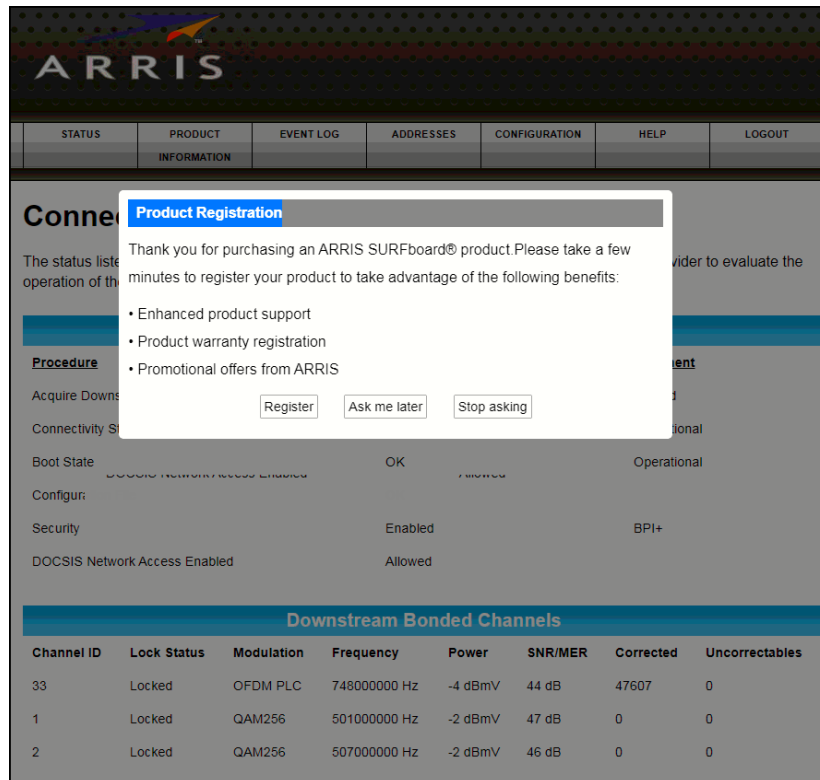 ARRIS
STATUS PRODUCT INFORMATION EVENT LOG ADDRESSES CONFIGURATION HELP LOGOUT
Product Registration
Thank you for purchasing an ARRIS SURFboard® product.Please take a few
minutes to register your product to take advantage of the following benefits:
• Enhanced product support
• Product warranty registration
• Promotional offers from ARRIS
Register Ask me later Stop asking
The status
vider to evaluate the
operation of
Procedure
Acquire
Connectivity
Boot State OK Operational
DOCSIS Network Access Enabled Allowed
Security Enabled BPI+
DOCSIS Network Access Enabled Allowed
Downstream Bonded Channels
Channel ID Lock Status Modulation Frequency Power SNR/MER Corrected Uncorrectables
33 Locked OFDM PLC 748000000 Hz -4 dBmV 44 dB 47607 0
1 Locked QAM256 501000000 Hz -2 dBmV 47 dB 0 0
2 Locked QAM256 507000000 Hz -2 dBmV 46 dB 0 0